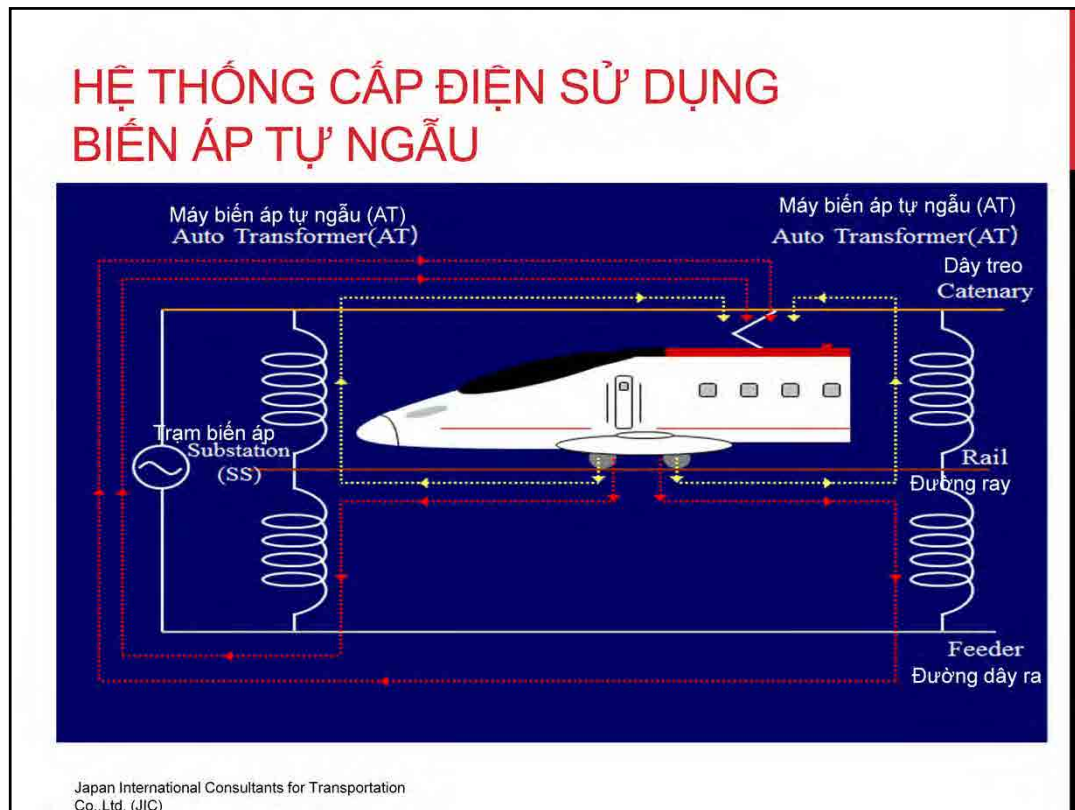 HỆ THỐNG CẤP ĐIỆN SỬ DỤNG
BIẾN ÁP TỰ NGẪU
Máy biến áp tự ngẫu (AT)
Auto Transformer(AT)
Máy biến áp tự ngẫu (AT)
Auto Transformer(AT)
Dây treo
Catenary
Trạm biến áp
Substation
(SS)
Rail
Đường ray
Feeder
Đường dây ra
Japan International Consultants for Transportation
Co.,Ltd. (JIC)